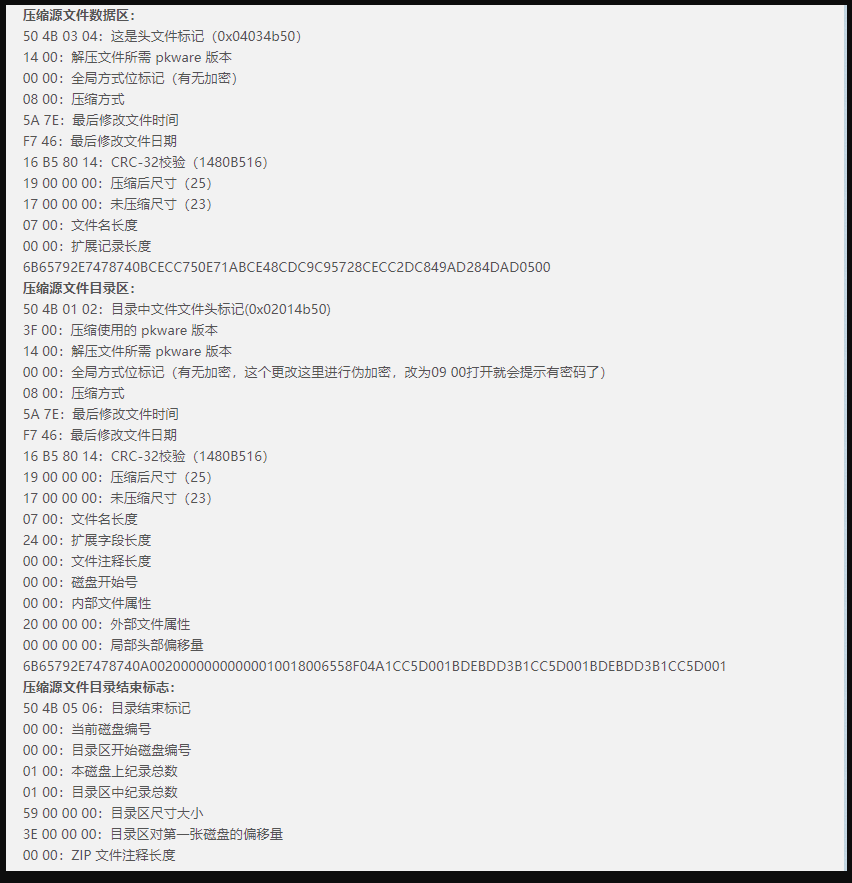 压缩源文件数据区：
50 4B 03 04：这是头文件标记（0x04034b50）
14 00：解压文件所需 pkware 版本
00 00：全局方式位标记（有无加密）
08 00：压缩方式
5A 7E：最后修改文件时间
F7 46：最后修改文件日期
16 B5 80 14：CRC-32校验（1480B516）
19 00 00 00：压缩后尺寸（25）
17 00 00 00：未压缩尺寸（23）
07 00：文件名长度
00 00：扩展记录长度
6B65792E7478740BCECC750E71ABCE48CDC9C95728CECC2DC849AD284DAD0500
压缩源文件目录区：
50 4B 01 02：目录中文件文件头标记(0x02014b50)
3F 00：压缩使用的 pkware 版本
14 00：解压文件所需 pkware 版本
00 00：全局方式位标记（有无加密，这个更改这里进行伪加密，改为09 00打开就会提示有密码了）
08 00：压缩方式
5A 7E：最后修改文件时间
F7 46：最后修改文件日期
16 B5 80 14：CRC-32校验（1480B516）
19 00 00 00：压缩后尺寸（25）
17 00 00 00：未压缩尺寸（23）
07 00：文件名长度
24 00：扩展字段长度
00 00：文件注释长度
00 00：磁盘开始号
00 00：内部文件属性
20 00 00 00：外部文件属性
00 00 00 00：局部头部偏移量
6B65792E7478740A00200000000000010018006558F04A1CC5D001BDEBDD3B1CC5D001BDEBDD3B1CC5D001
压缩源文件目录结束标志：
50 4B 05 06：目录结束标记
00 00：当前磁盘编号
00 00：目录区开始磁盘编号
01 00：本磁盘上纪录总数
01 00：目录区中纪录总数
59 00 00 00：目录区尺寸大小
3E 00 00 00：目录区对第一张磁盘的偏移量
00 00：ZIP 文件注释长度